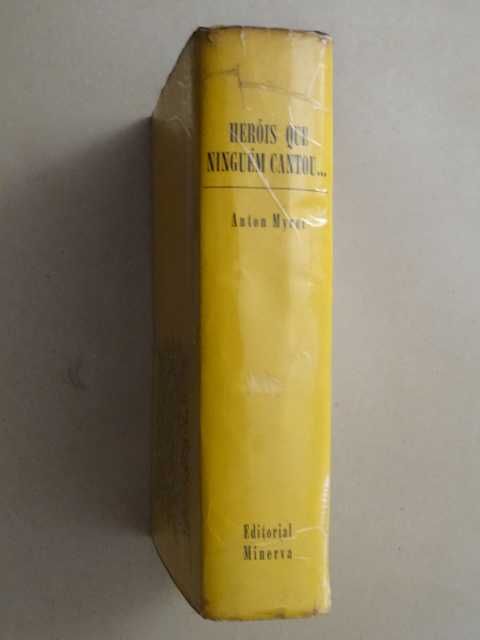 HERÓIS QUE
NINGUÉM CANTOU...
Anton Myrer
Editorial
Minerva